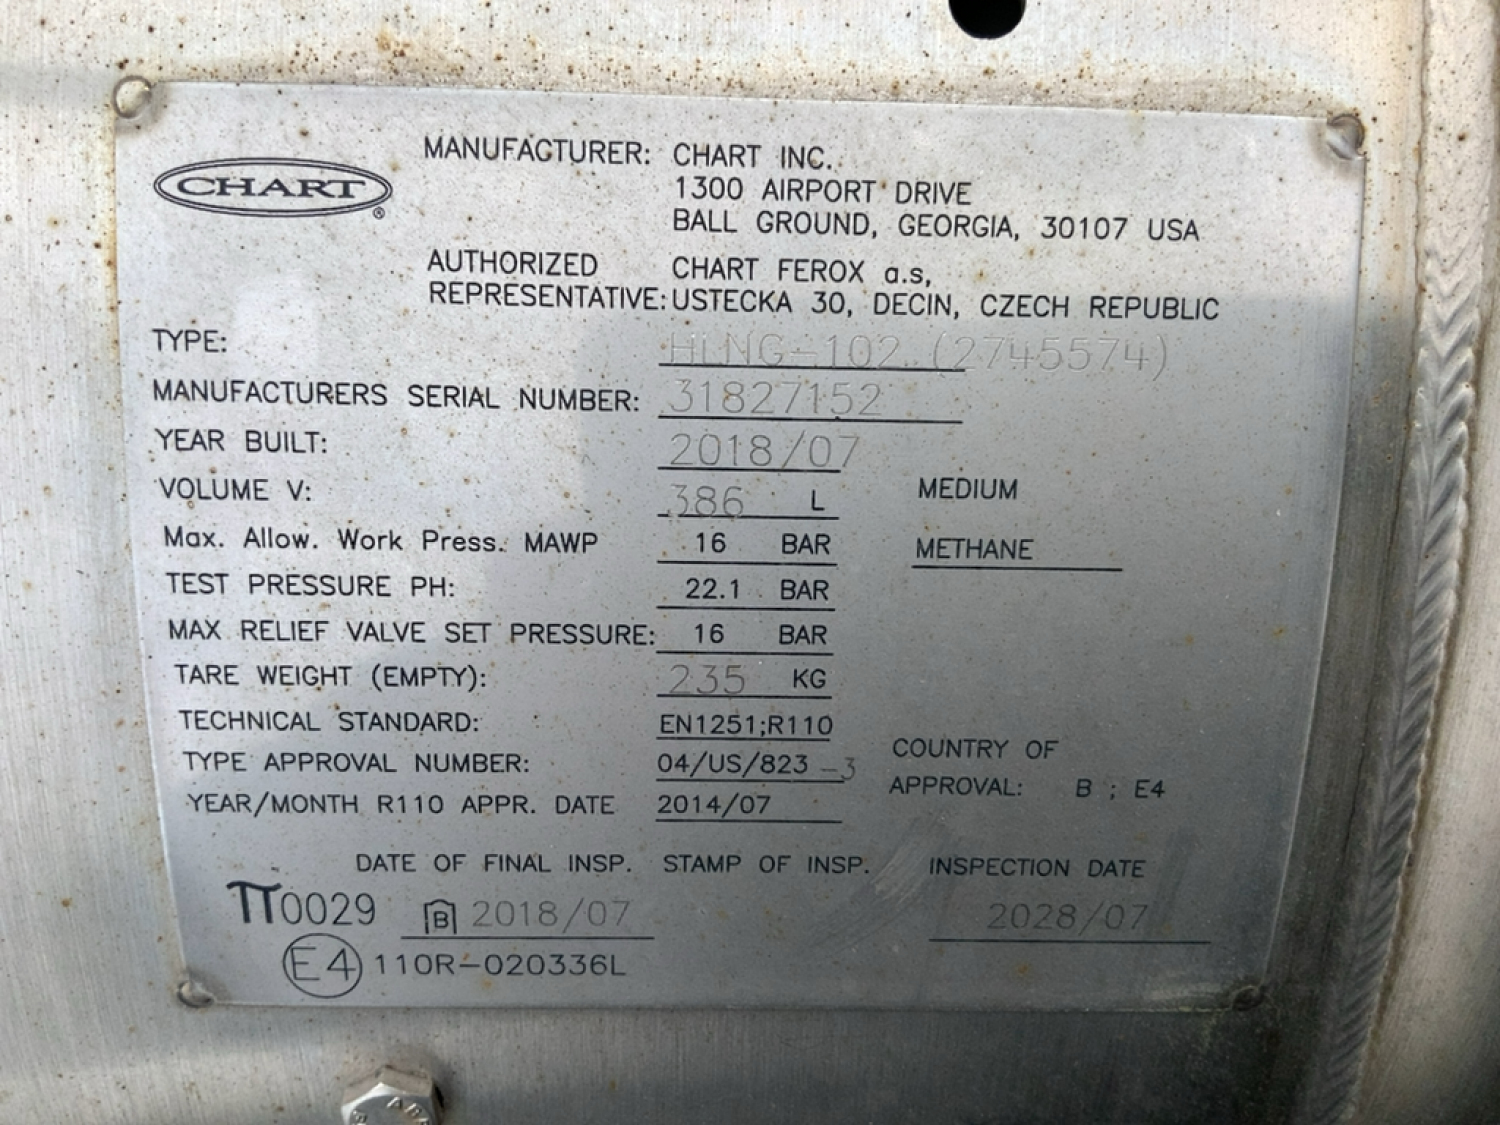 CHART®
MANUFACTURER: CHART INC.
1300 AIRPORT DRIVE
BALL GROUND, GEORGIA, 30107 USA
AUTHORIZED CHART FEROX a.s,
REPRESENTATIVE: USTECKA 30, DECIN, CZECH REPUBLIC
TYPE: HLNG-102 (2745574)
MANUFACTURERS SERIAL NUMBER: 31827152
YEAR BUILT: 2018/07
VOLUME V: 386 L MEDIUM
Max. Allow. Work Press. MAWP 16 BAR METHANE
TEST PRESSURE PH: 22.1 BAR
MAX RELIEF VALVE SET PRESSURE: 16 BAR
TARE WEIGHT (EMPTY): 235 KG
TECHNICAL STANDARD: EN1251;R110
TYPE APPROVAL NUMBER: 04/US/823 -3
COUNTRY OF
APPROVAL: B ; E4
YEAR/MONTH R110 APPR. DATE 2014/07
DATE OF FINAL INSP. STAMP OF INSP. INSPECTION DATE
π0029 B 2018/07 2028/07
E4 110R-020336L